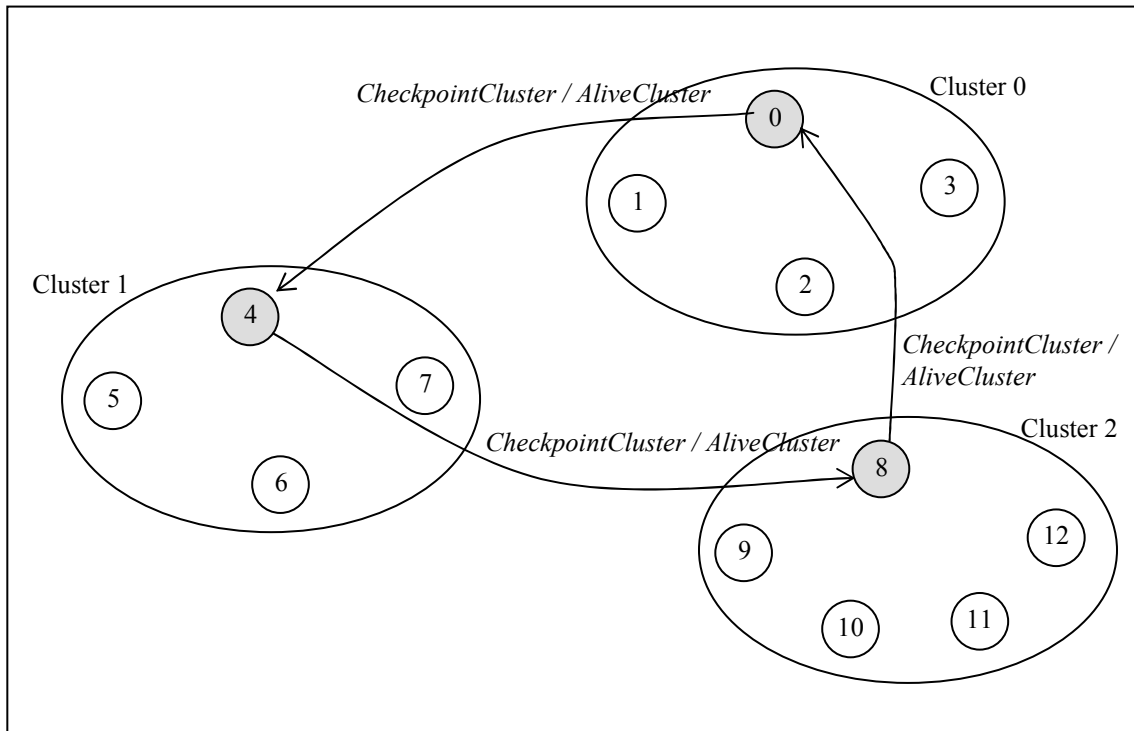 Cluster 0
CheckpointCluster / AliveCluster
0
3
1
2
Cluster 1
4
7
5
6
CheckpointCluster /
AliveCluster
Cluster 2
CheckpointCluster / AliveCluster
8
12
9
11
10